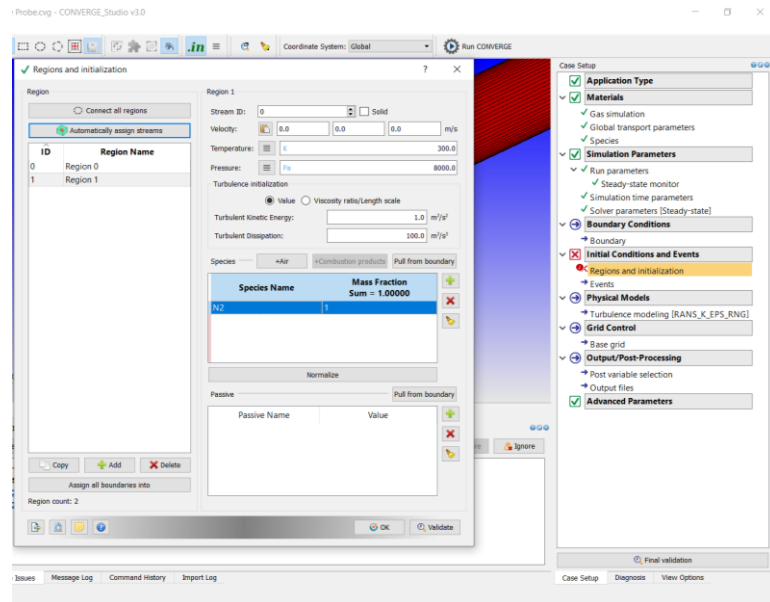 Probe.cvg - CONVERGE_Studio v3.0
.in
Coordinate System: Global
Run CONVERGE
Regions and initialization
?
Region
Connect all regions
Automatically assign streams
ID Region Name
0 Region 0
1 Region 1
Copy
Add
Delete
Assign all boundaries into
Region count: 2
Region 1
Stream ID: 0
Solid
Velocity: 0.0 0.0 0.0 m/s
Temperature: K 300.0
Pressure: Pa 8000.0
Turbulence initialization
Value
Viscosity ratio/Length scale
Turbulent Kinetic Energy: 1.0 m²/s²
Turbulent Dissipation: 100.0 m²/s³
Species
+Air
+Combustion products
Pull from boundary
Species Name
Mass Fraction
Sum = 1.00000
N2 1
Normalize
Passive
Pull from boundary
Passive Name Value
OK
Validate
Ignore
Issues
Message Log
Command History
Import Log
Case Setup
Application Type
Materials
Gas simulation
Global transport parameters
Species
Simulation Parameters
Run parameters
Steady-state monitor
Simulation time parameters
Solver parameters [Steady-state]
Boundary Conditions
Boundary
Initial Conditions and Events
Regions and initialization
Events
Physical Models
Turbulence modeling [RANS_K_EPS_RNG]
Grid Control
Base grid
Output/Post-Processing
Post variable selection
Output files
Advanced Parameters
Final validation
Case Setup
Diagnosis
View Options